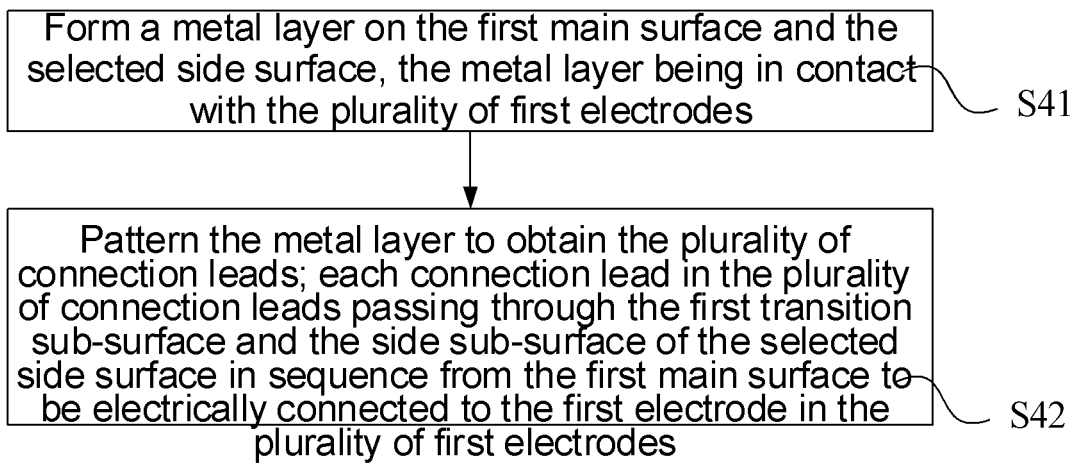 Form a metal layer on the first main surface and the
selected side surface, the metal layer being in contact
with the plurality of first electrodes
S41
Pattern the metal layer to obtain the plurality of
connection leads; each connection lead in the plurality
of connection leads passing through the first transition
sub-surface and the side sub-surface of the selected
side surface in sequence from the first main surface to
be electrically connected to the first electrode in the
plurality of first electrodes
S42